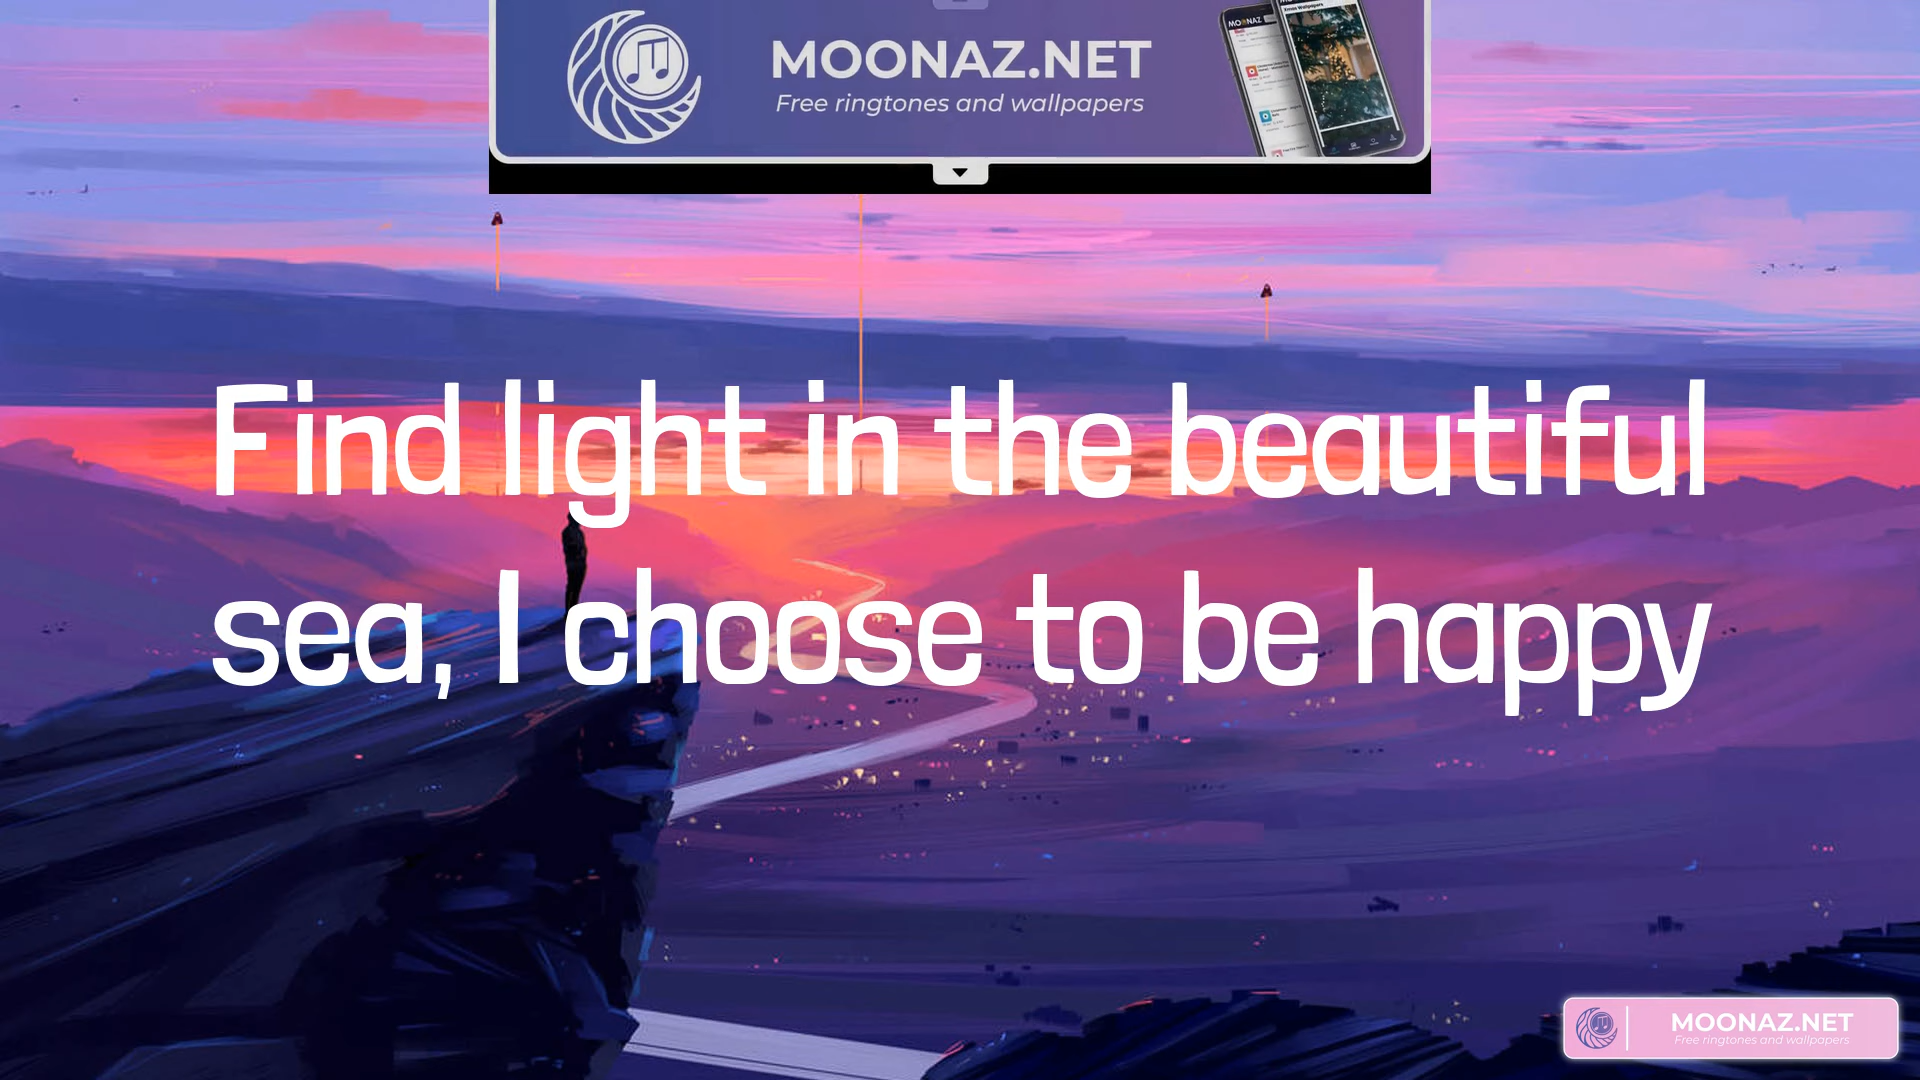 MOONAZ.NET
Free ringtones and wallpapers
Find light in the beautiful
sea, I choose to be happy
MOONAZ.NET
Free ringtones and wallpapers